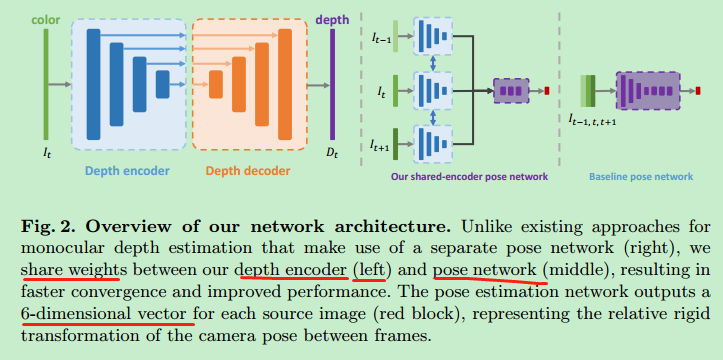 color
depth
I_t
D_t
Depth encoder
Depth decoder
I_{t−1}
I_t
I_{t+1}
Our shared-encoder pose network
I_{t−1,t,t+1}
Baseline pose network
Fig. 2. Overview of our network architecture. Unlike existing approaches for
monocular depth estimation that make use of a separate pose network (right), we
share weights between our depth encoder (left) and pose network (middle), resulting in
faster convergence and improved performance. The pose estimation network outputs a
6-dimensional vector for each source image (red block), representing the relative rigid
transformation of the camera pose between frames.